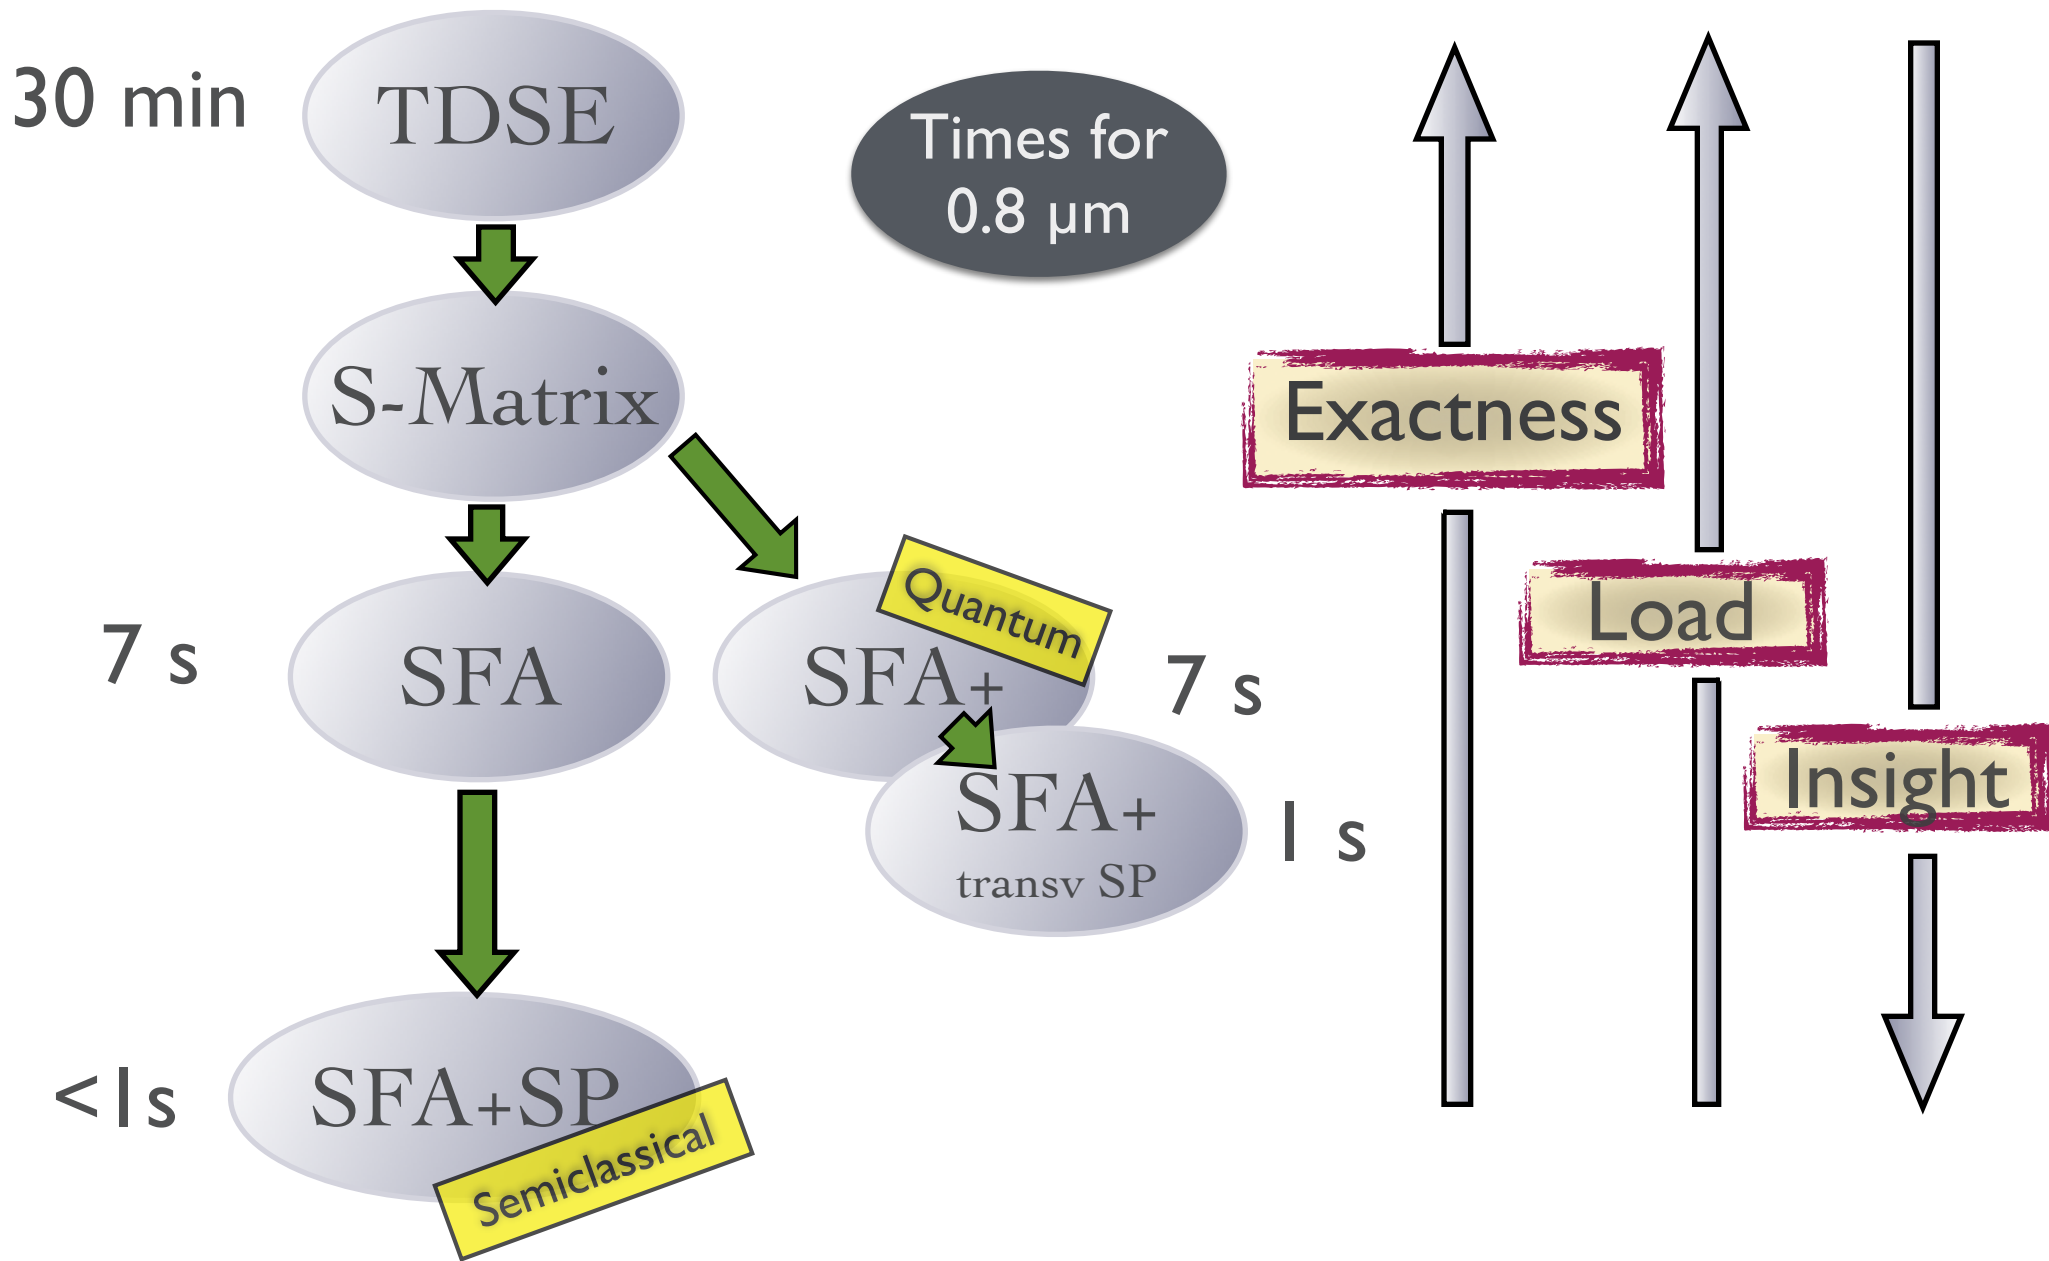 30 min
TDSE
Times for
0.8 µm
S-Matrix
Exactness
Load
Insight
7 s
SFA
Quantum
SFA+
7 s
SFA+
transv SP
1 s
<1s
SFA+SP
Semiclassical